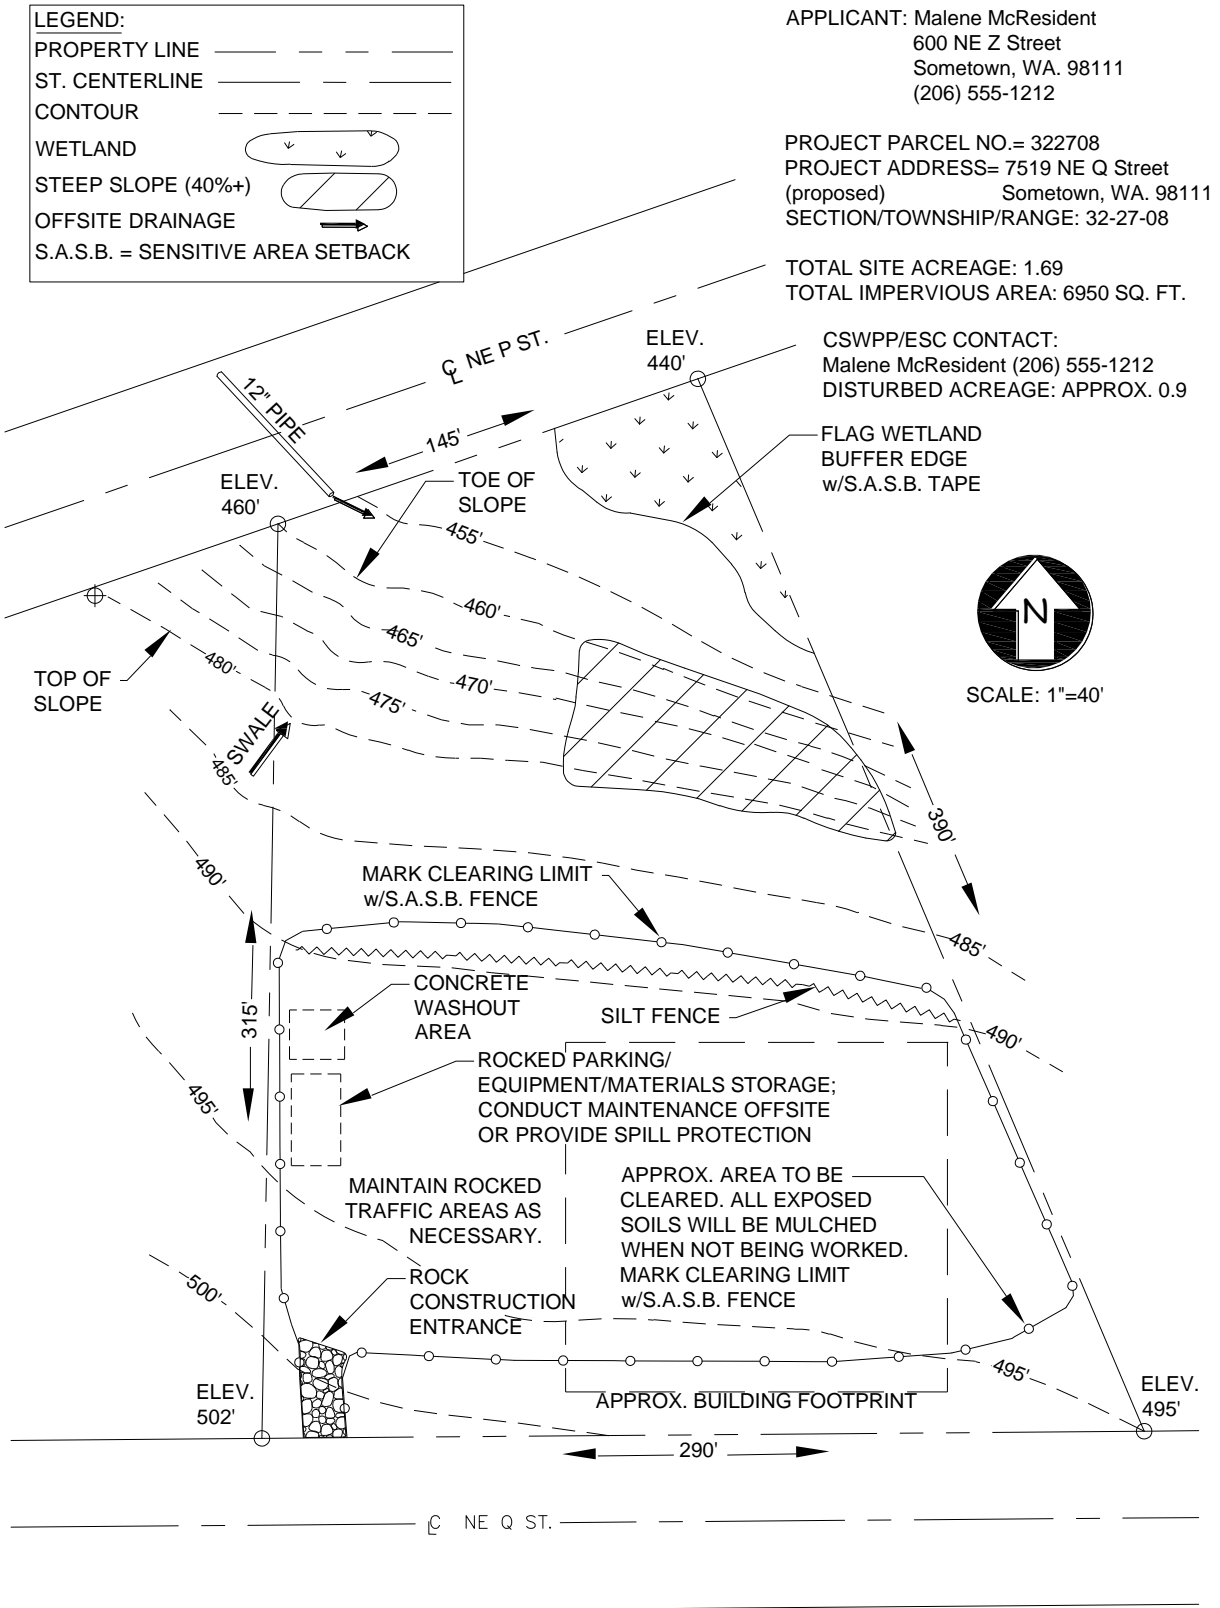 LEGEND:
PROPERTY LINE
ST. CENTERLINE
CONTOUR
WETLAND
STEEP SLOPE (40%+)
OFFSITE DRAINAGE
S.A.S.B. = SENSITIVE AREA SETBACK
APPLICANT: Malene McResident
600 NE Z Street
Sometown, WA. 98111
(206) 555-1212
PROJECT PARCEL NO.= 322708
PROJECT ADDRESS= 7519 NE Q Street
(proposed) Sometown, WA. 98111
SECTION/TOWNSHIP/RANGE: 32-27-08
TOTAL SITE ACREAGE: 1.69
TOTAL IMPERVIOUS AREA: 6950 SQ. FT.
CSWPP/ESC CONTACT:
Malene McResident (206) 555-1212
DISTURBED ACREAGE: APPROX. 0.9
CL NE P ST.
ELEV.
440'
12" PIPE
145'
FLAG WETLAND
BUFFER EDGE
w/S.A.S.B. TAPE
ELEV.
460'
TOE OF
SLOPE
455'
460'
465'
470'
475'
480'
TOP OF
SLOPE
SWALE
485'
N
SCALE: 1"=40'
390'
490'
MARK CLEARING LIMIT
w/S.A.S.B. FENCE
485'
315'
CONCRETE
WASHOUT
AREA
SILT FENCE
490'
ROCKED PARKING/
EQUIPMENT/MATERIALS STORAGE;
CONDUCT MAINTENANCE OFFSITE
OR PROVIDE SPILL PROTECTION
495'
MAINTAIN ROCKED
TRAFFIC AREAS AS
NECESSARY.
APPROX. AREA TO BE
CLEARED. ALL EXPOSED
SOILS WILL BE MULCHED
WHEN NOT BEING WORKED.
MARK CLEARING LIMIT
w/S.A.S.B. FENCE
500'
ROCK
CONSTRUCTION
ENTRANCE
495'
ELEV.
502'
APPROX. BUILDING FOOTPRINT
ELEV.
495'
290'
CL NE Q ST.